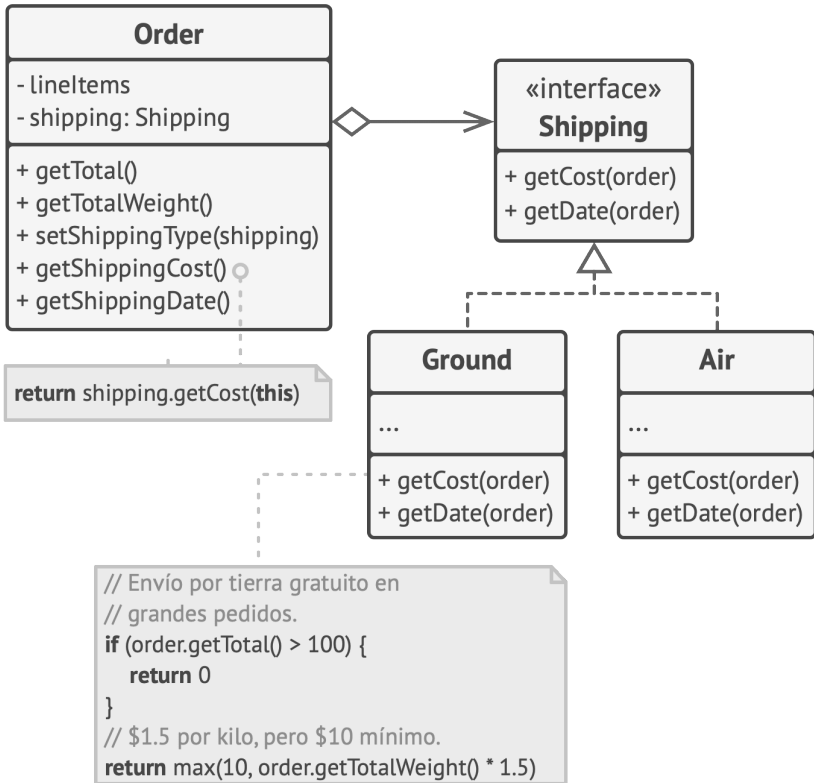 Order
- lineItems
- shipping: Shipping
+ getTotal()
+ getTotalWeight()
+ setShippingType(shipping)
+ getShippingCost()
+ getShippingDate()
return shipping.getCost(this)
«interface»
Shipping
+ getCost(order)
+ getDate(order)
Ground
...
+ getCost(order)
+ getDate(order)
Air
...
+ getCost(order)
+ getDate(order)
// Envío por tierra gratuito en
// grandes pedidos.
if (order.getTotal() > 100) {
return 0
}
// $1.5 por kilo, pero $10 mínimo.
return max(10, order.getTotalWeight() * 1.5)